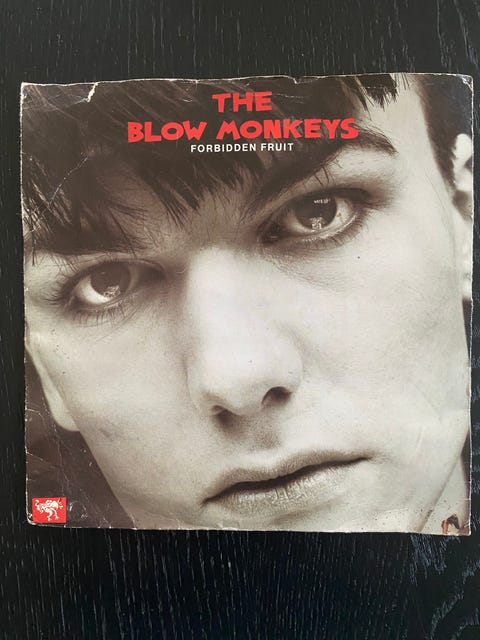 THE
BLOW MONKEYS
FORBIDDEN FRUIT